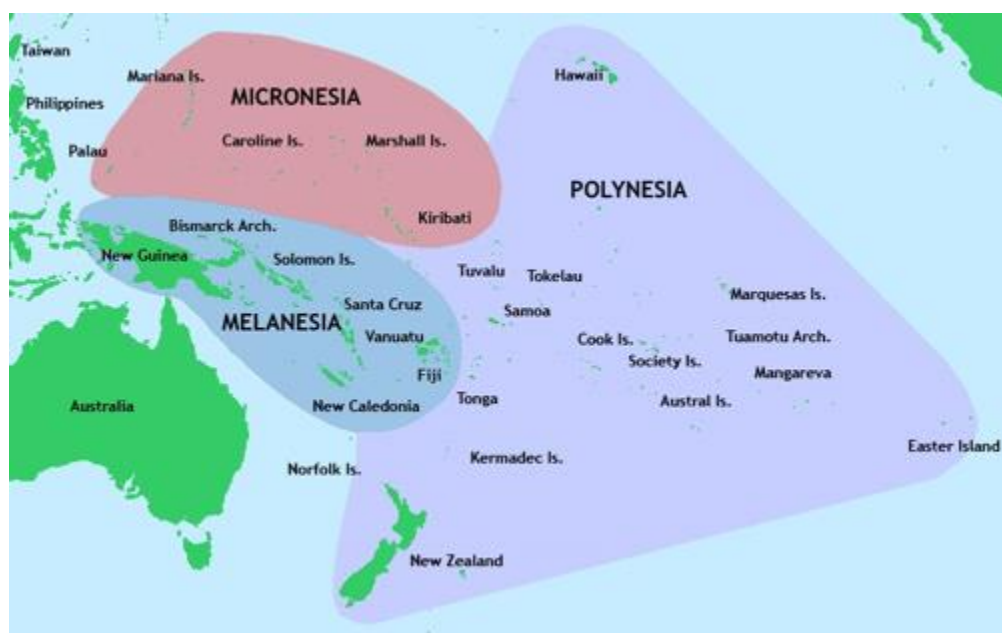 Taiwan
Hawaii
Mariana Is.
MICRONESIA
Philippines
Caroline Is.
Marshall Is.
Palau
POLYNESIA
Kiribati
Bismarck Arch.
New Guinea
Solomon Is.
Tuvalu
Tokelau
Marquesas Is.
Santa Cruz
Samoa
MELANESIA
Vanuatu
Cook Is.
Tuamotu Arch.
Society Is.
Fiji
Mangareva
Tonga
Austral Is.
Australia
New Caledonia
Easter Island
Kermadec Is.
Norfolk Is.
New Zealand